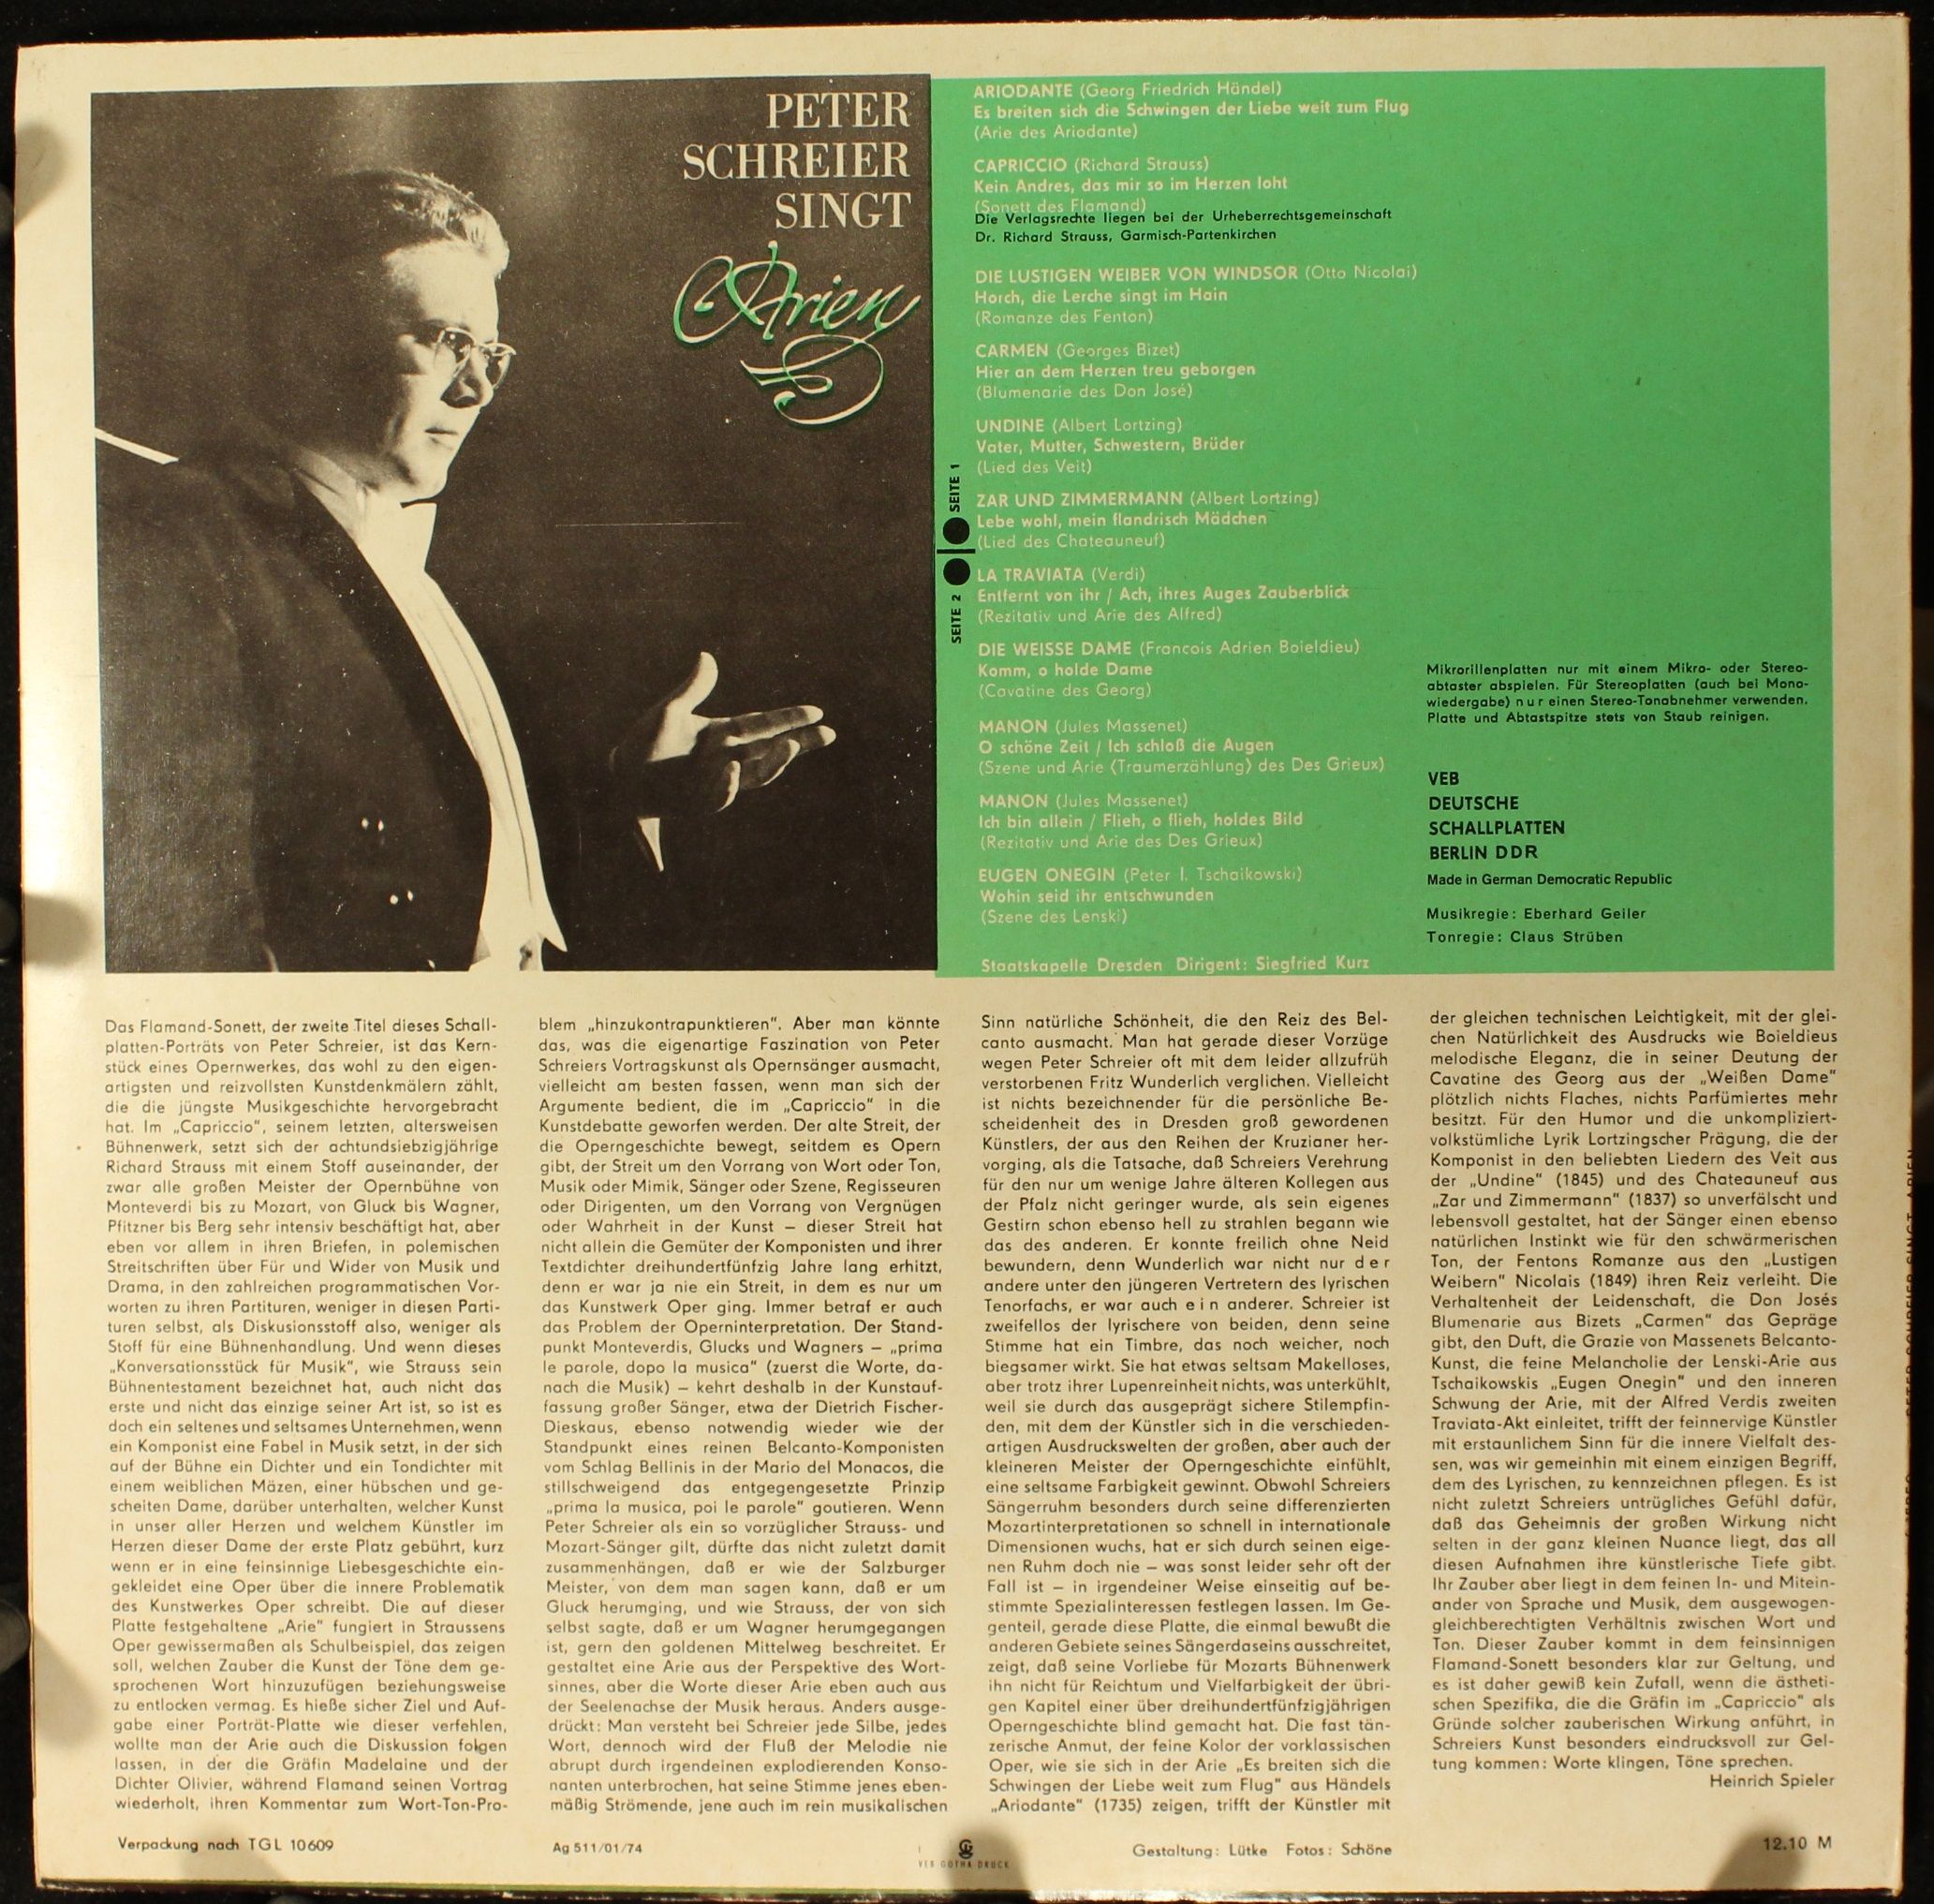 PETER
SCHREIER
SINGT
Arien
ARIODANTE (Georg Friedrich Händel)
Es breiten sich die Schwingen der Liebe weit zum Flug
(Arie des Ariodante)
CAPRICCIO (Richard Strauss)
Kein Andres, das mir so im Herzen loht
(Sonett des Flamand)
Die Verlagsrechte liegen bei der Urheberrechtsgemeinschaft
Dr. Richard Strauss, Garmisch-Partenkirchen
DIE LUSTIGEN WEIBER VON WINDSOR (Otto Nicolai)
Horch, die Lerche singt im Hain
(Romanze des Fenton)
CARMEN (Georges Bizet)
Hier an dem Herzen treu geborgen
(Blumenarie des Don José)
UNDINE (Albert Lortzing)
Vater, Mutter, Schwestern, Brüder
(Lied des Veit)
ZAR UND ZIMMERMANN (Albert Lortzing)
Lebe wohl, mein flandrisch Mädchen
(Lied des Chateauneuf)
SEITE 1
SEITE 2
LA TRAVIATA (Verdi)
Entfernt von ihr / Ach, ihres Auges Zauberblick
(Rezitativ und Arie des Alfred)
DIE WEISSE DAME (Francois Adrien Boieldieu)
Komm, o holde Dame
(Cavatine des Georg)
MANON (Jules Massenet)
O schöne Zeit / Ich schloß die Augen
(Szene und Arie (Traumerzählung) des Des Grieux)
MANON (Jules Massenet)
Ich bin allein / Flieh, o flieh, holdes Bild
(Rezitativ und Arie des Des Grieux)
EUGEN ONEGIN (Peter I. Tschaikowski)
Wohin seid ihr entschwunden
(Szene des Lenski)
Staatskapelle Dresden Dirigent: Siegfried Kurz
Mikrorillenplatten nur mit einem Mikro- oder Stereo-
abtaster abspielen. Für Stereoplatten (auch bei Mono-
wiedergabe) nur einen Stereo-Tonabnehmer verwenden.
Platte und Abtastspitze stets von Staub reinigen.
VEB
DEUTSCHE
SCHALLPLATTEN
BERLIN DDR
Made in German Democratic Republic
Musikregie: Eberhard Geiler
Tonregie: Claus Strüben
Das Flamand-Sonett, der zweite Titel dieses Schall-
platten-Porträts von Peter Schreier, ist das Kern-
stück eines Opernwerkes, das wohl zu den eigen-
artigsten und reizvollsten Kunstdenkmälern zählt,
die die jüngste Musikgeschichte hervorgebracht
hat. Im „Capriccio“, seinem letzten, altersweisen
Bühnenwerk, setzt sich der achtundsiebzigjährige
Richard Strauss mit einem Stoff auseinander, der
zwar alle großen Meister der Opernbühne von
Monteverdi bis zu Mozart, von Gluck bis Wagner,
Pfitzner bis Berg sehr intensiv beschäftigt hat, aber
eben vor allem in ihren Briefen, in polemischen
Streitschriften über Für und Wider von Musik und
Drama, in den zahlreichen programmatischen Vor-
worten zu ihren Partituren, weniger in diesen Parti-
turen selbst, als Diskusionsstoff also, weniger als
Stoff für eine Bühnenhandlung. Und wenn dieses
„Konversationsstück für Musik“, wie Strauss sein
Bühnentestament bezeichnet hat, auch nicht das
erste und nicht das einzige seiner Art ist, so ist es
doch ein seltenes und seltsames Unternehmen, wenn
ein Komponist eine Fabel in Musik setzt, in der sich
auf der Bühne ein Dichter und ein Tondichter mit
einem weiblichen Mäzen, einer hübschen und ge-
scheiten Dame, darüber unterhalten, welcher Kunst
in unser aller Herzen und welchem Künstler im
Herzen dieser Dame der erste Platz gebührt, kurz
wenn er in eine feinsinnige Liebesgeschichte ein-
gekleidet eine Oper über die innere Problematik
des Kunstwerkes Oper schreibt. Die auf dieser
Platte festgehaltene „Arie“ fungiert in Straussens
Oper gewissermaßen als Schulbeispiel, das zeigen
soll, welchen Zauber die Kunst der Töne dem ge-
sprochenen Wort hinzuzufügen beziehungsweise
zu entlocken vermag. Es hieße sicher Ziel und Auf-
gabe einer Porträt-Platte wie dieser verfehlen,
wollte man der Arie auch die Diskussion folgen
lassen, in der die Gräfin Madelaine und der
Dichter Olivier, während Flamand seinen Vortrag
wiederholt, ihren Kommentar zum Wort-Ton-Pro-
blem „hinzukontrapunktieren“. Aber man könnte
das, was die eigenartige Faszination von Peter
Schreiers Vortragskunst als Opernsänger ausmacht,
vielleicht am besten fassen, wenn man sich der
Argumente bedient, die im „Capriccio“ in die
Kunstdebatte geworfen werden. Der alte Streit, der
die Operngeschichte bewegt, seitdem es Opern
gibt, der Streit um den Vorrang von Wort oder Ton,
Musik oder Mimik, Sänger oder Szene, Regisseuren
oder Dirigenten, um den Vorrang von Vergnügen
oder Wahrheit in der Kunst – dieser Streit hat
nicht allein die Gemüter der Komponisten und ihrer
Textdichter dreihundertfünfzig Jahre lang erhitzt,
denn er war ja nie ein Streit, in dem es nur um
das Kunstwerk Oper ging. Immer betraf er auch
das Problem der Operninterpretation. Der Stand-
punkt Monteverdis, Glucks und Wagners – „prima
le parole, dopo la musica“ (zuerst die Worte, da-
nach die Musik) – kehrt deshalb in der Kunstauf-
fassung großer Sänger, etwa der Dietrich Fischer-
Dieskaus, ebenso notwendig wieder wie der
Standpunkt eines reinen Belcanto-Komponisten
vom Schlag Bellinis in der Mario del Monacos, die
stillschweigend das entgegengesetzte Prinzip
„prima la musica, poi le parole“ goutieren. Wenn
Peter Schreier als ein so vorzüglicher Strauss- und
Mozart-Sänger gilt, dürfte das nicht zuletzt damit
zusammenhängen, daß er wie der Salzburger
Meister, von dem man sagen kann, daß er um
Gluck herumging, und wie Strauss, der von sich
selbst sagte, daß er um Wagner herumgegangen
ist, gern den goldenen Mittelweg beschreitet. Er
gestaltet eine Arie aus der Perspektive des Wort-
sinnes, aber die Worte dieser Arie eben auch aus
der Seelenachse der Musik heraus. Anders ausge-
drückt: Man versteht bei Schreier jede Silbe, jedes
Wort, dennoch wird der Fluß der Melodie nie
abrupt durch irgendeinen explodierenden Konso-
nanten unterbrochen, hat seine Stimme jenes eben-
mäßig Strömende, jene auch im rein musikalischen
Sinn natürliche Schönheit, die den Reiz des Bel-
canto ausmacht. Man hat gerade dieser Vorzüge
wegen Peter Schreier oft mit dem leider allzufrüh
verstorbenen Fritz Wunderlich verglichen. Vielleicht
ist nichts bezeichnender für die persönliche Be-
scheidenheit des in Dresden groß gewordenen
Künstlers, der aus den Reihen der Kruzianer her-
vorging, als die Tatsache, daß Schreiers Verehrung
für den nur um wenige Jahre älteren Kollegen aus
der Pfalz nicht geringer wurde, als sein eigenes
Gestirn schon ebenso hell zu strahlen begann wie
das des anderen. Er konnte freilich ohne Neid
bewundern, denn Wunderlich war nicht nur der
andere unter den jüngeren Vertretern des lyrischen
Tenorfachs, er war auch ein anderer. Schreier ist
zweifellos der lyrischere von beiden, denn seine
Stimme hat ein Timbre, das noch weicher, noch
biegsamer wirkt. Sie hat etwas seltsam Makelloses,
aber trotz ihrer Lupenreinheit nichts, was unterkühlt,
weil sie durch das ausgeprägt sichere Stilempfin-
den, mit dem der Künstler sich in die verschieden-
artigen Ausdruckswelten der großen, aber auch der
kleineren Meister der Operngeschichte einfühlt,
eine seltsame Farbigkeit gewinnt. Obwohl Schreiers
Sängerruhm besonders durch seine differenzierten
Mozartinterpretationen so schnell in internationale
Dimensionen wuchs, hat er sich durch seinen eige-
nen Ruhm doch nie – was sonst leider sehr oft der
Fall ist – in irgendeiner Weise einseitig auf be-
stimmte Spezialinteressen festlegen lassen. Im Ge-
genteil, gerade diese Platte, die einmal bewußt die
anderen Gebiete seines Sängerdaseins ausschreitet,
zeigt, daß seine Vorliebe für Mozarts Bühnenwerk
ihn nicht für Reichtum und Vielfarbigkeit der übri-
gen Kapitel einer über dreihundertfünfzigjährigen
Operngeschichte blind gemacht hat. Die fast tän-
zerische Anmut, der feine Kolor der vorklassischen
Oper, wie sie sich in der Arie „Es breiten sich die
Schwingen der Liebe weit zum Flug“ aus Händels
„Ariodante“ (1735) zeigen, trifft der Künstler mit
der gleichen technischen Leichtigkeit, mit der glei-
chen Natürlichkeit des Ausdrucks wie Boieldieus
melodische Eleganz, die in seiner Deutung der
Cavatine des Georg aus der „Weißen Dame“
plötzlich nichts Flaches, nichts Parfümiertes mehr
besitzt. Für den Humor und die unkompliziert-
volkstümliche Lyrik Lortzingscher Prägung, die der
Komponist in den beliebten Liedern des Veit aus
der „Undine“ (1845) und des Chateauneuf aus
„Zar und Zimmermann“ (1837) so unverfälscht und
lebensvoll gestaltet, hat der Sänger einen ebenso
natürlichen Instinkt wie für den schwärmerischen
Ton, der Fentons Romanze aus den „Lustigen
Weibern“ Nicolais (1849) ihren Reiz verleiht. Die
Verhaltenheit der Leidenschaft, die Don Josés
Blumenarie aus Bizets „Carmen“ das Gepräge
gibt, den Duft, die Grazie von Massenets Belcanto-
Kunst, die feine Melancholie der Lenski-Arie aus
Tschaikowskis „Eugen Onegin“ und den inneren
Schwung der Arie, mit der Alfred Verdis zweiten
Traviata-Akt einleitet, trifft der feinnervige Künstler
mit erstaunlichem Sinn für die innere Vielfalt des-
sen, was wir gemeinhin mit einem einzigen Begriff,
dem des Lyrischen, zu kennzeichnen pflegen. Es ist
nicht zuletzt Schreiers untrügliches Gefühl dafür,
daß das Geheimnis der großen Wirkung nicht
selten in der ganz kleinen Nuance liegt, das all
diesen Aufnahmen ihre künstlerische Tiefe gibt.
Ihr Zauber aber liegt in dem feinen In- und Mitein-
ander von Sprache und Musik, dem ausgewogen-
gleichberechtigten Verhältnis zwischen Wort und
Ton. Dieser Zauber kommt in dem feinsinnigen
Flamand-Sonett besonders klar zur Geltung, und
es ist daher gewiß kein Zufall, wenn die ästheti-
schen Spezifika, die die Gräfin im „Capriccio“ als
Gründe solcher zauberischen Wirkung anführt, in
Schreiers Kunst besonders eindrucksvoll zur Gel-
tung kommen: Worte klingen, Töne sprechen.
Heinrich Spieler
Verpackung nach TGL 10609
Ag 511/01/74
VEB GOTHA-DRUCK
Gestaltung: Lütke Fotos: Schöne
12.10 M